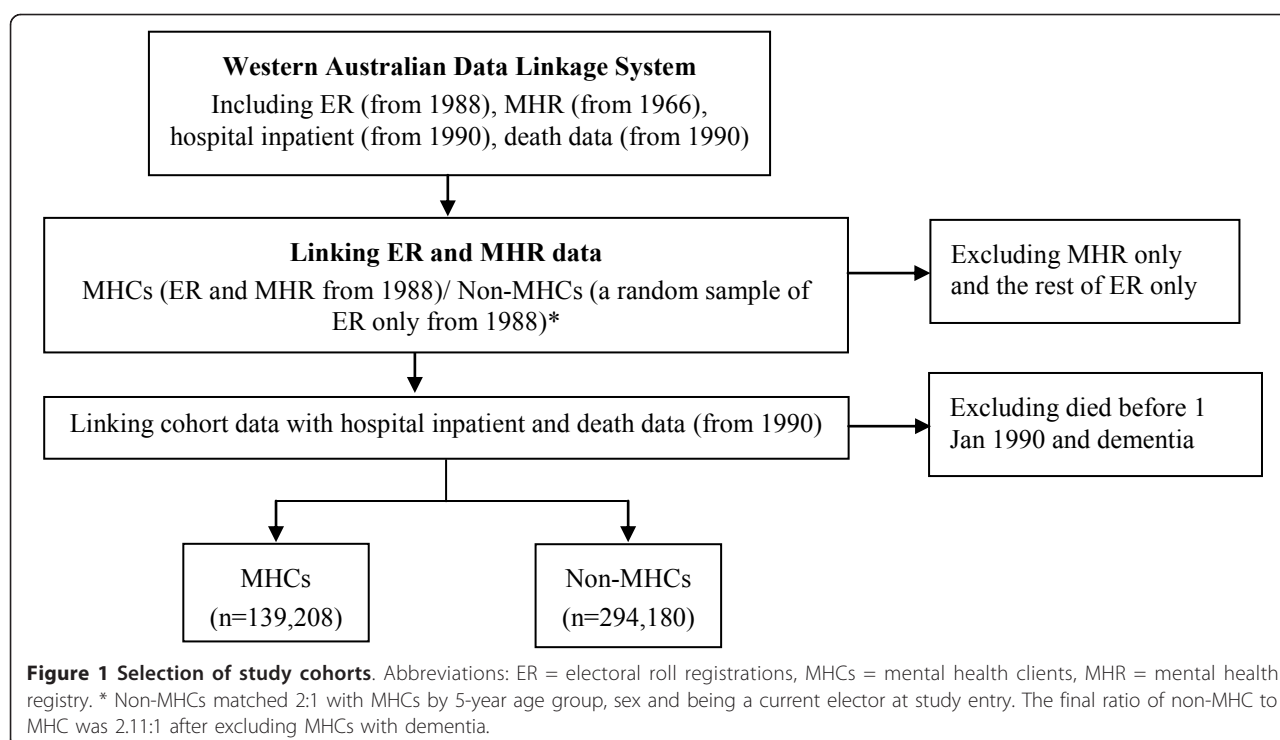 Western Australian Data Linkage System
Including ER (from 1988), MHR (from 1966),
hospital inpatient (from 1990), death data (from 1990)
Linking ER and MHR data
MHCs (ER and MHR from 1988)/ Non-MHCs (a random sample of
ER only from 1988)*
Excluding MHR only
and the rest of ER only
Linking cohort data with hospital inpatient and death data (from 1990)
Excluding died before 1
Jan 1990 and dementia
MHCs
(n=139,208)
Non-MHCs
(n=294,180)
Figure 1 Selection of study cohorts. Abbreviations: ER = electoral roll registrations, MHCs = mental health clients, MHR = mental health
registry. * Non-MHCs matched 2:1 with MHCs by 5-year age group, sex and being a current elector at study entry. The final ratio of non-MHC to
MHC was 2.11:1 after excluding MHCs with dementia.